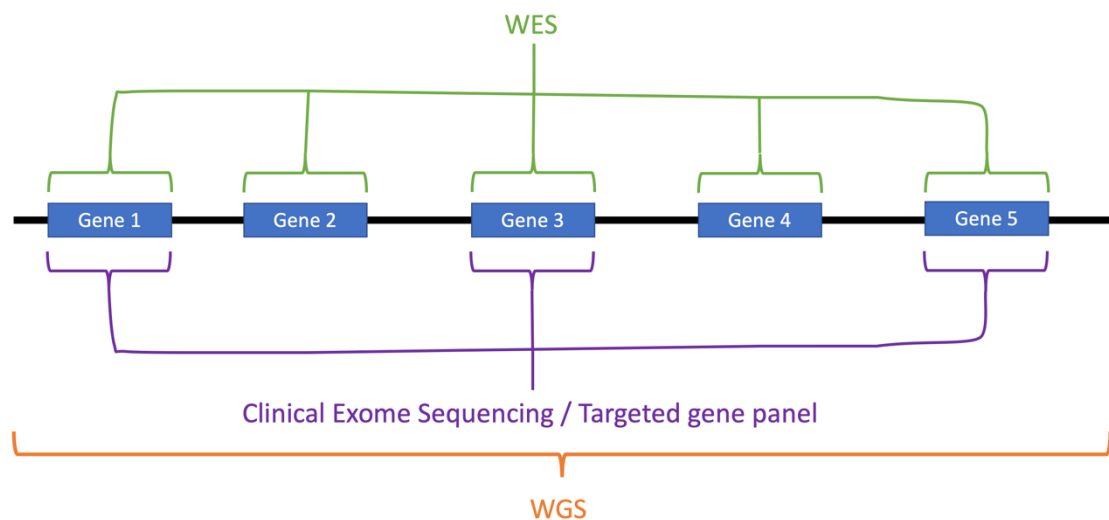 WES
Gene 1
Gene 2
Gene 3
Gene 4
Gene 5
Clinical Exome Sequencing / Targeted gene panel
WGS